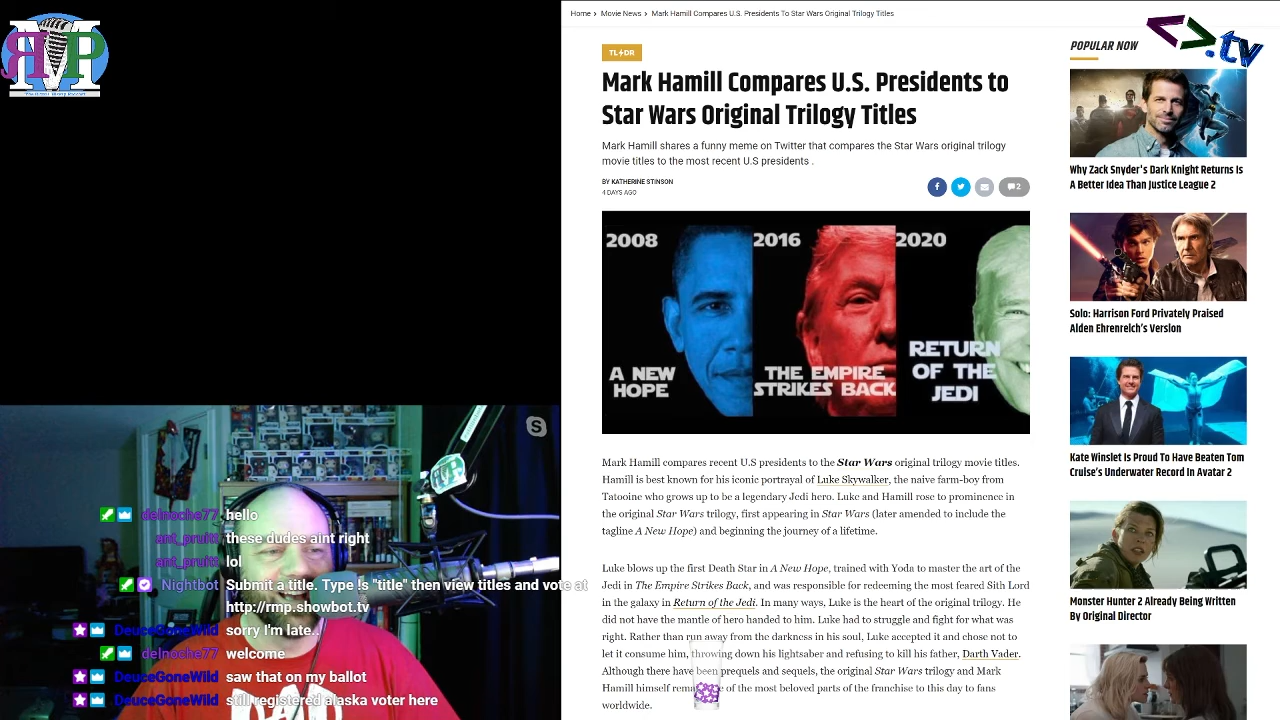 Home › Movie News › Mark Hamill Compares U.S. Presidents To Star Wars Original Trilogy Titles
RMP
.tv
TL⚡DR
Mark Hamill Compares U.S. Presidents to
Star Wars Original Trilogy Titles
Mark Hamill shares a funny meme on Twitter that compares the Star Wars original trilogy
movie titles to the most recent U.S presidents .
BY KATHERINE STINSON
4 DAYS AGO
2
2008
2016
2020
A NEW
HOPE
THE EMPIRE
STRIKES BACK
RETURN
OF THE
JEDI
Mark Hamill compares recent U.S presidents to the Star Wars original trilogy movie titles.
Hamill is best known for his iconic portrayal of Luke Skywalker, the naive farm-boy from
Tatooine who grows up to be a legendary Jedi hero. Luke and Hamill rose to prominence in
the original Star Wars trilogy, first appearing in Star Wars (later amended to include the
tagline A New Hope) and beginning the journey of a lifetime.
Luke blows up the first Death Star in A New Hope, trained with Yoda to master the art of the
Jedi in The Empire Strikes Back, and was responsible for redeeming the most feared Sith Lord
in the galaxy in Return of the Jedi. In many ways, Luke is the heart of the original trilogy. He
did not have the mantle of hero handed to him. Luke had to struggle and fight for what was
right. Rather than run away from the darkness in his soul, Luke accepted it and chose not to
let it consume him, throwing down his lightsaber and refusing to kill his father, Darth Vader.
Although there have been prequels and sequels, the original Star Wars trilogy and Mark
Hamill himself of the most beloved parts of the franchise to this day to fans
worldwide.
POPULAR NOW
Why Zack Snyder's Dark Knight Returns Is
A Better Idea Than Justice League 2
Solo: Harrison Ford Privately Praised
Alden Ehrenreich's Version
Kate Winslet Is Proud To Have Beaten Tom
Cruise's Underwater Record In Avatar 2
Monster Hunter 2 Already Being Written
By Original Director
delnoche77 hello
ant_pruitt these dudes aint right
ant_pruitt lol
Nightbot Submit a title. Type !s "title" then view titles and vote at
http://rmp.showbot.tv
DeuceGoneWild sorry I'm late..
delnoche77 welcome
DeuceGoneWild saw that on my ballot
DeuceGoneWild still registered alaska voter here